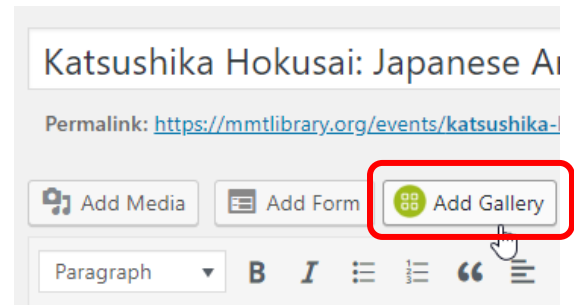 Katsushika Hokusai: Japanese A
Permalink: https://mmtlibrary.org/events/katsushika-
Add Media Add Form Add Gallery
Paragraph B I